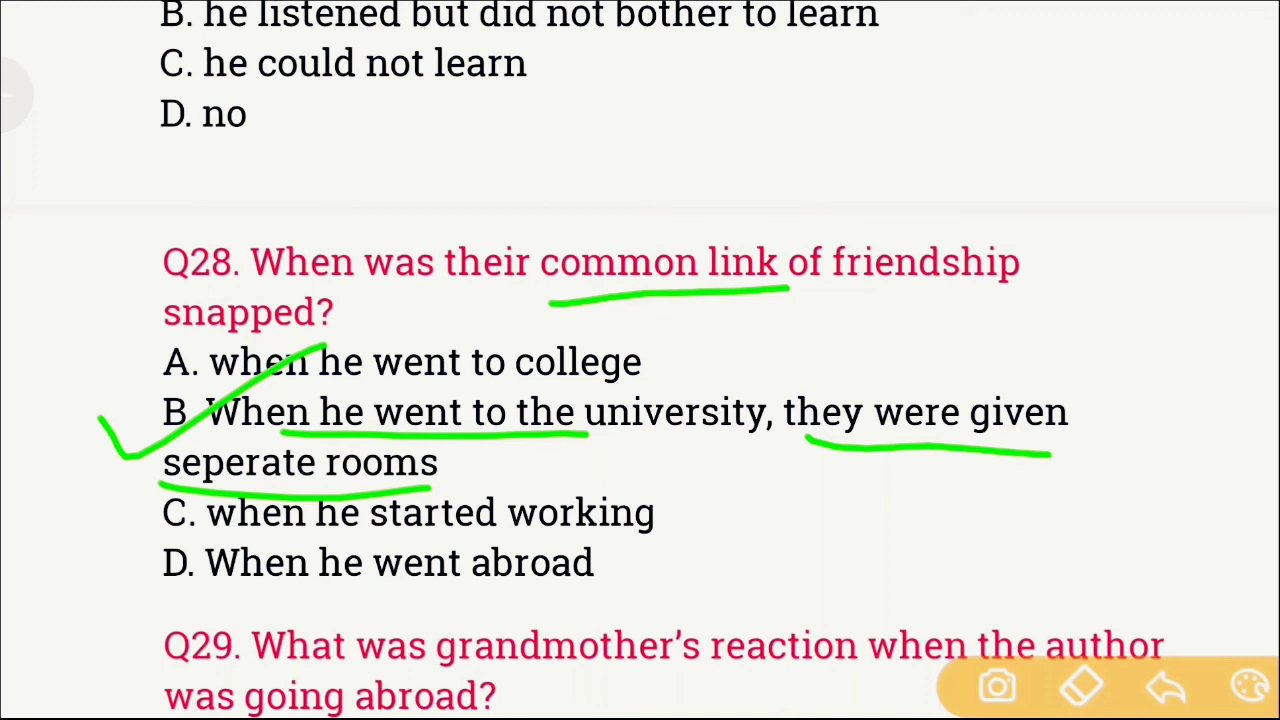 B. he listened but did not bother to learn
C. he could not learn
D. no
Q28. When was their common link of friendship
snapped?
A. when he went to college
B. When he went to the university, they were given
seperate rooms
C. when he started working
D. When he went abroad
Q29. What was grandmother's reaction when the author
was going abroad?